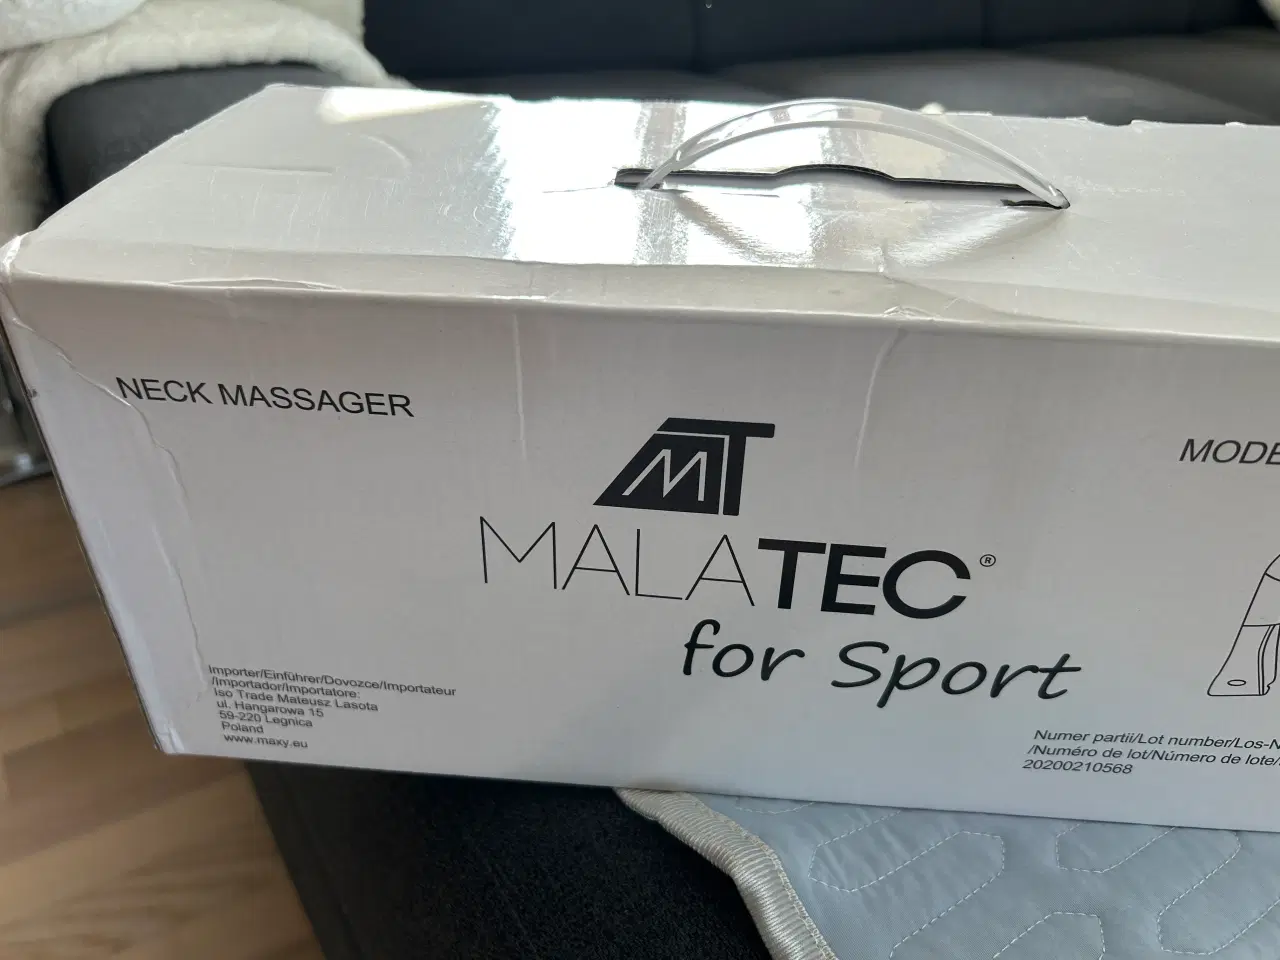 NECK MASSAGER
MT
MALATEC®
for Sport
Importer/Einführer/Dovozce/Importateur
/Importador/Importatore:
Iso Trade Mateusz Lasota
ul. Hangarowa 15
59-220 Legnica
Poland
www.maxy.eu
MODE
Numer partii/Lot number/Los-N
/Numéro de lot/Número de lote/
20200210568